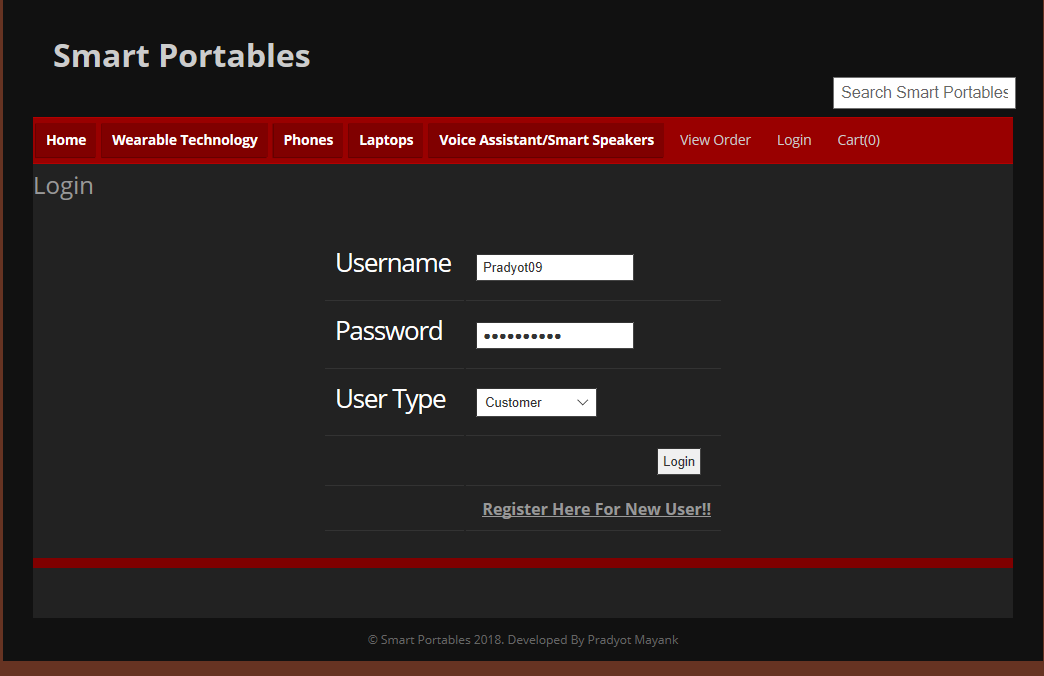 Smart Portables
Search Smart Portables
Home Wearable Technology Phones Laptops Voice Assistant/Smart Speakers View Order Login Cart(0)
Login
Username Pradyot09
Password ••••••••••
User Type Customer
Login
Register Here For New User!!
© Smart Portables 2018. Developed By Pradyot Mayank